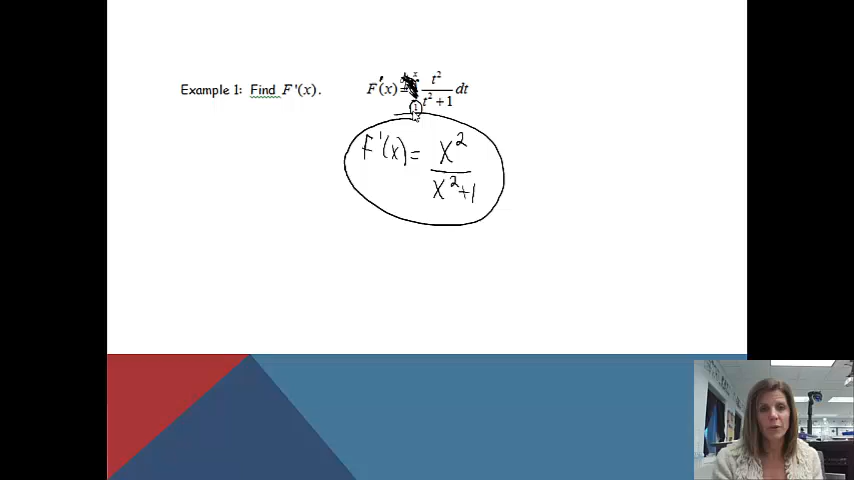 Example 1: Find F'(x). F'(x) = t² / t² + 1 dt
F'(x) = x² / x² + 1